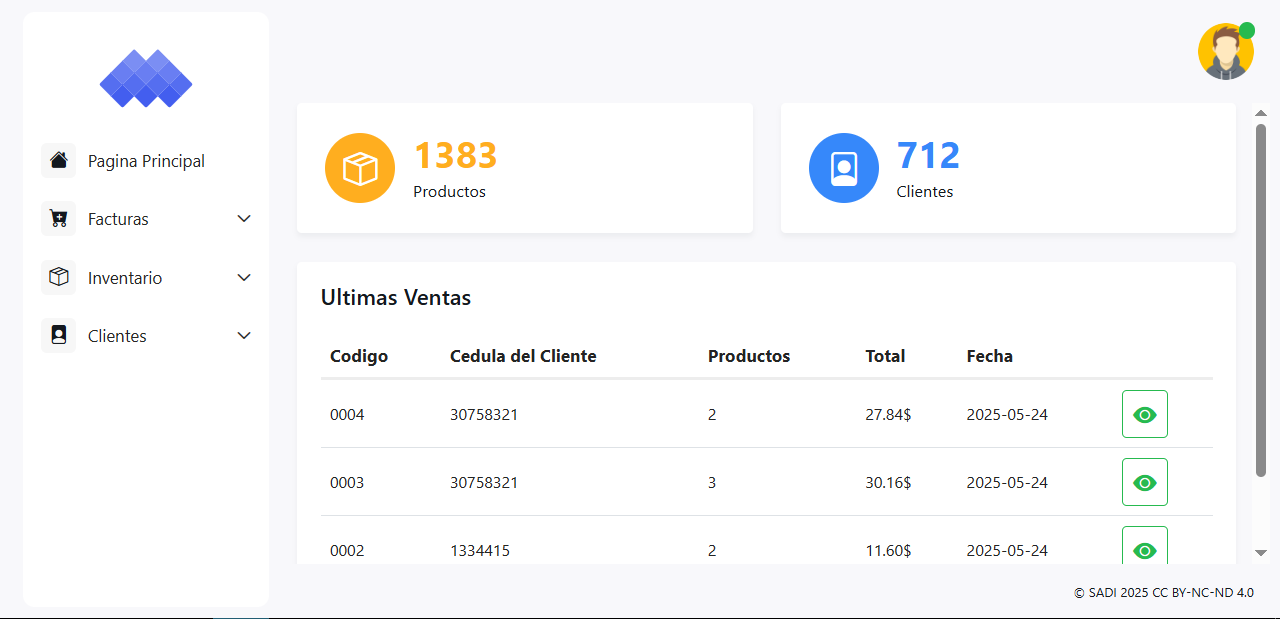 Pagina Principal
Facturas
Inventario
Clientes
1383
Productos
712
Clientes
Ultimas Ventas
Codigo Cedula del Cliente Productos Total Fecha
0004 30758321 2 27.84$ 2025-05-24
0003 30758321 3 30.16$ 2025-05-24
0002 1334415 2 11.60$ 2025-05-24
© SADI 2025 CC BY-NC-ND 4.0